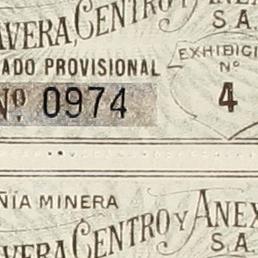 AVERA, CENTRO Y ANEX
S.A.
ADO PROVISIONAL
EXHIBICI
Nº 4
Nº 0974
ÑIA MINERA
AVERA CENTRO Y ANEX
S.A.